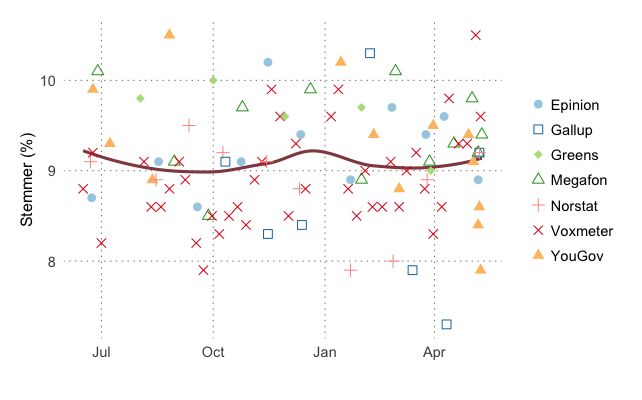 Stemmer (%)
10
9
8
Jul
Oct
Jan
Apr
Epinion
Gallup
Greens
Megafon
Norstat
Voxmeter
YouGov